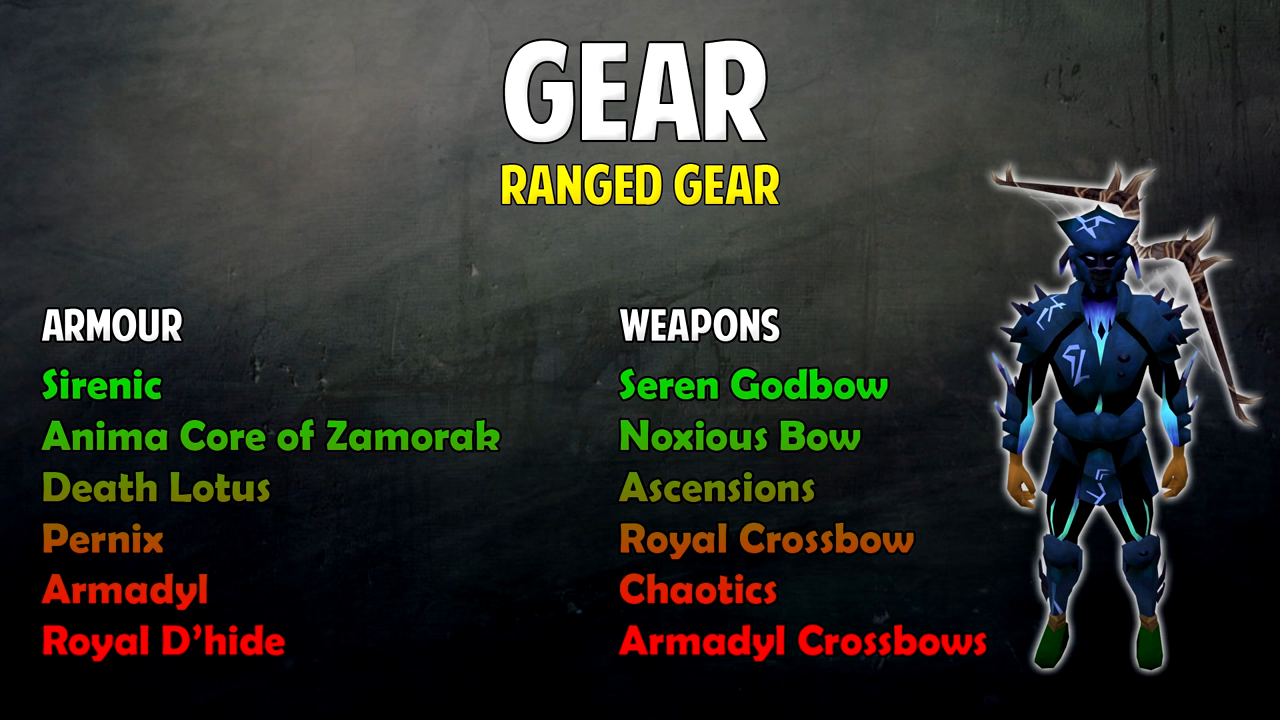 GEAR
RANGED GEAR
ARMOUR
Sirenic
Anima Core of Zamorak
Death Lotus
Pernix
Armadyl
Royal D’hide
WEAPONS
Seren Godbow
Noxious Bow
Ascensions
Royal Crossbow
Chaotics
Armadyl Crossbows